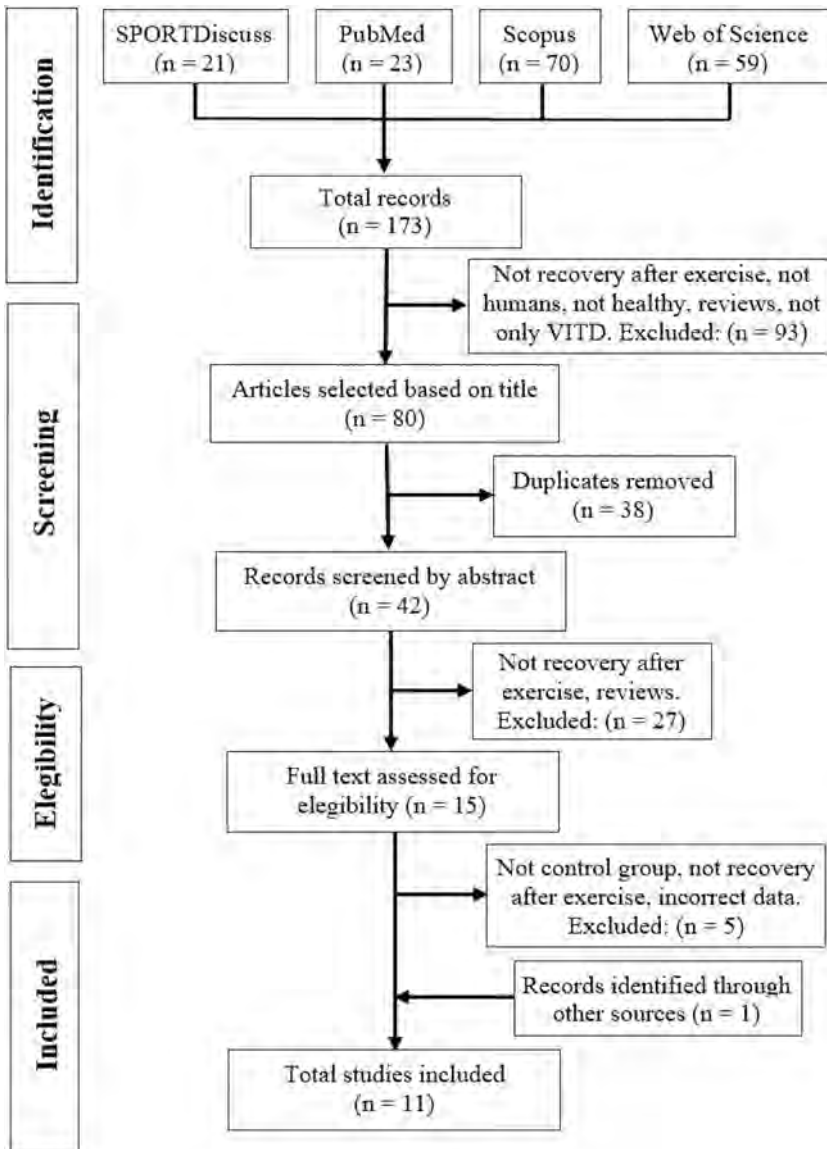 SPORTDiscuss
(n = 21)
PubMed
(n = 23)
Scopus
(n = 70)
Web of Science
(n = 59)
Identification
Total records
(n = 173)
Not recovery after exercise, not
humans, not healthy, reviews, not
only VITD. Excluded: (n = 93)
Screening
Articles selected based on title
(n = 80)
Duplicates removed
(n = 38)
Records screened by abstract
(n = 42)
Not recovery after
exercise, reviews.
Excluded: (n = 27)
Elegibility
Full text assessed for
elegibility (n = 15)
Not control group, not recovery
after exercise, incorrect data.
Excluded: (n = 5)
Included
Records identified through
other sources (n = 1)
Total studies included
(n = 11)